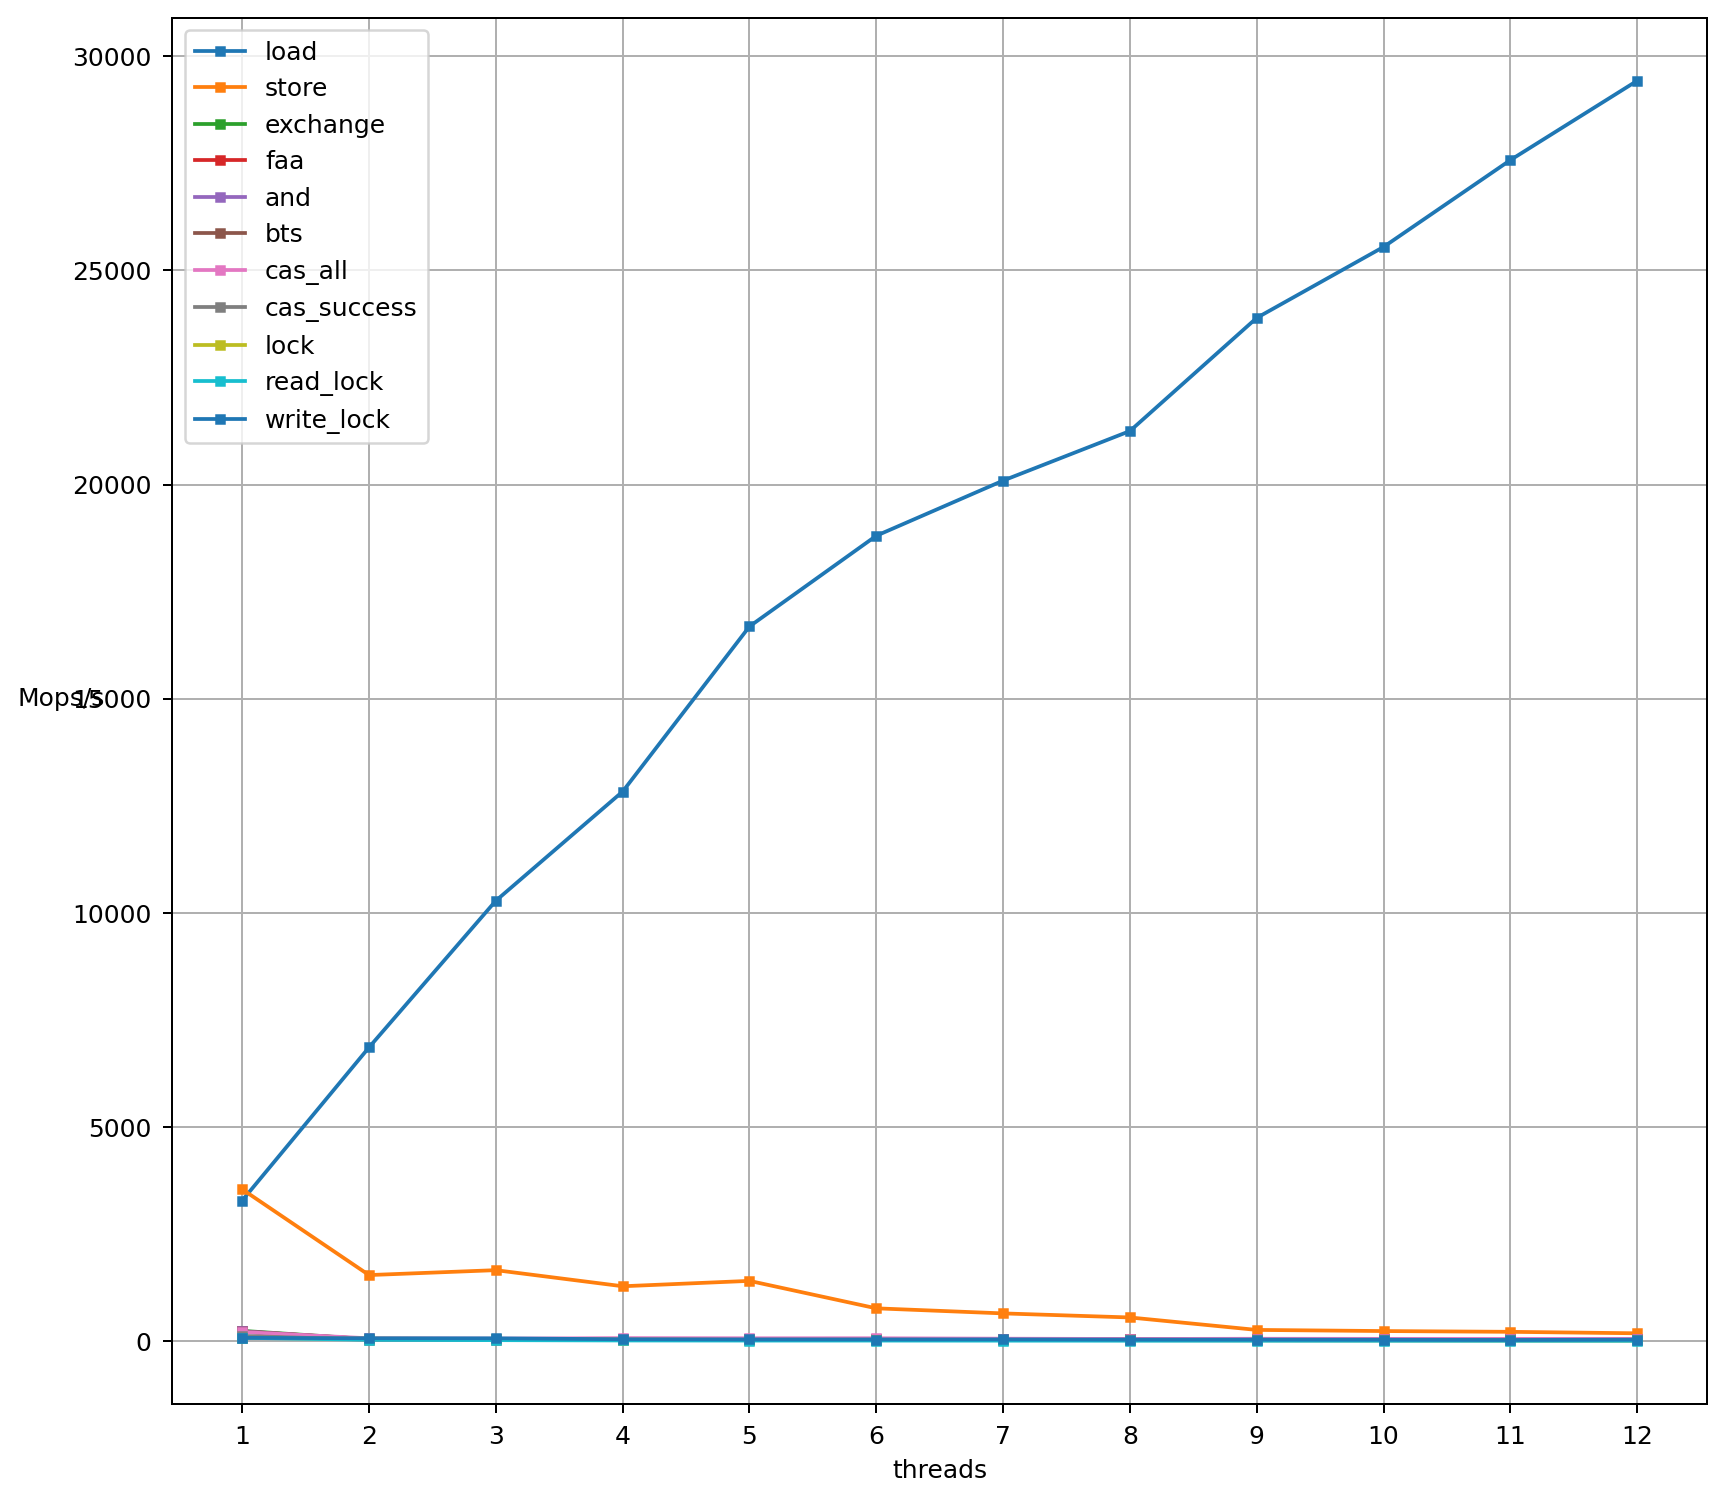 load
store
exchange
faa
and
bts
cas_all
cas_success
lock
read_lock
write_lock
30000
25000
20000
Mops/s 15000
10000
5000
0
1 2 3 4 5 6 7 8 9 10 11 12
threads